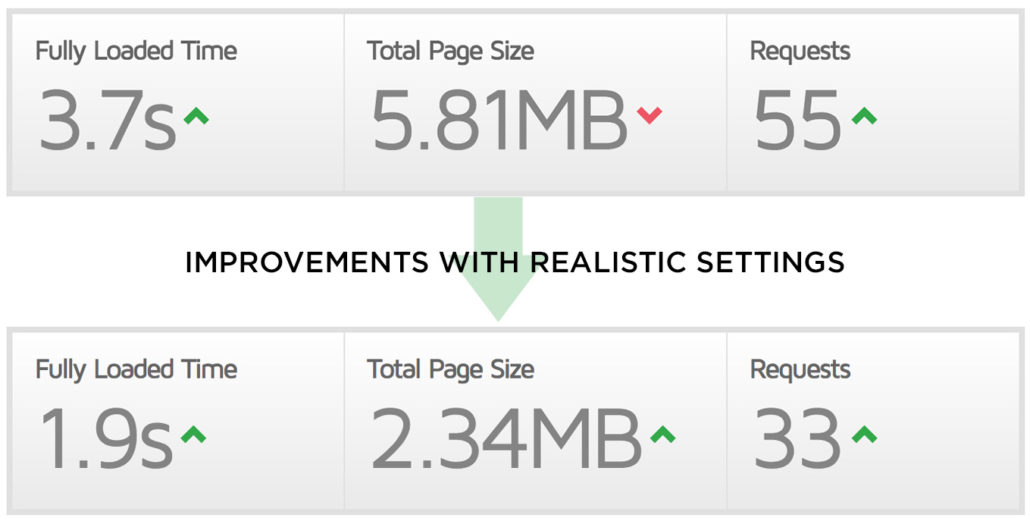 Fully Loaded Time Total Page Size Requests
3.7s 5.81MB 55
IMPROVEMENTS WITH REALISTIC SETTINGS
Fully Loaded Time Total Page Size Requests
1.9s 2.34MB 33